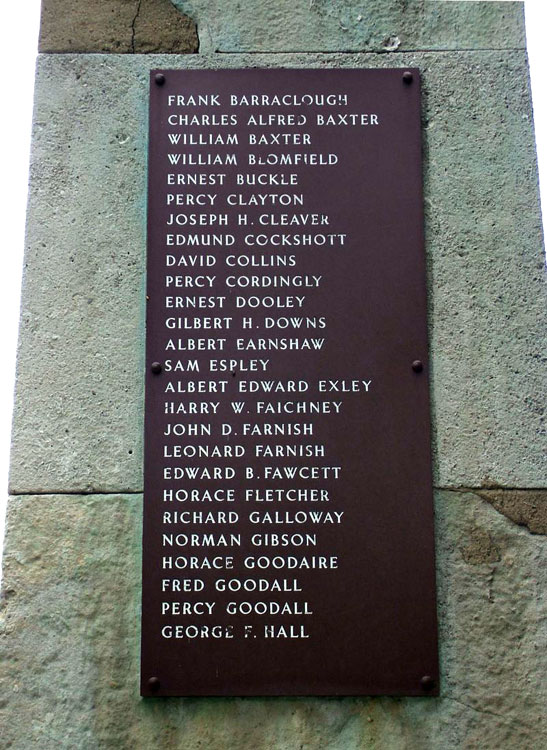 FRANK BARRACLOUGH
CHARLES ALFRED BAXTER
WILLIAM BAXTER
WILLIAM BLOMFIELD
ERNEST BUCKLE
PERCY CLAYTON
JOSEPH H. CLEAVER
EDMUND COCKSHOTT
DAVID COLLINS
PERCY CORDINGLY
ERNEST DOOLEY
GILBERT H. DOWNS
ALBERT EARNSHAW
SAM ESPLEY
ALBERT EDWARD EXLEY
HARRY W. FAICHNEY
JOHN D. FARNISH
LEONARD FARNISH
EDWARD B. FAWCETT
HORACE FLETCHER
RICHARD GALLOWAY
NORMAN GIBSON
HORACE GOODAIRE
FRED GOODALL
PERCY GOODALL
GEORGE F. HALL